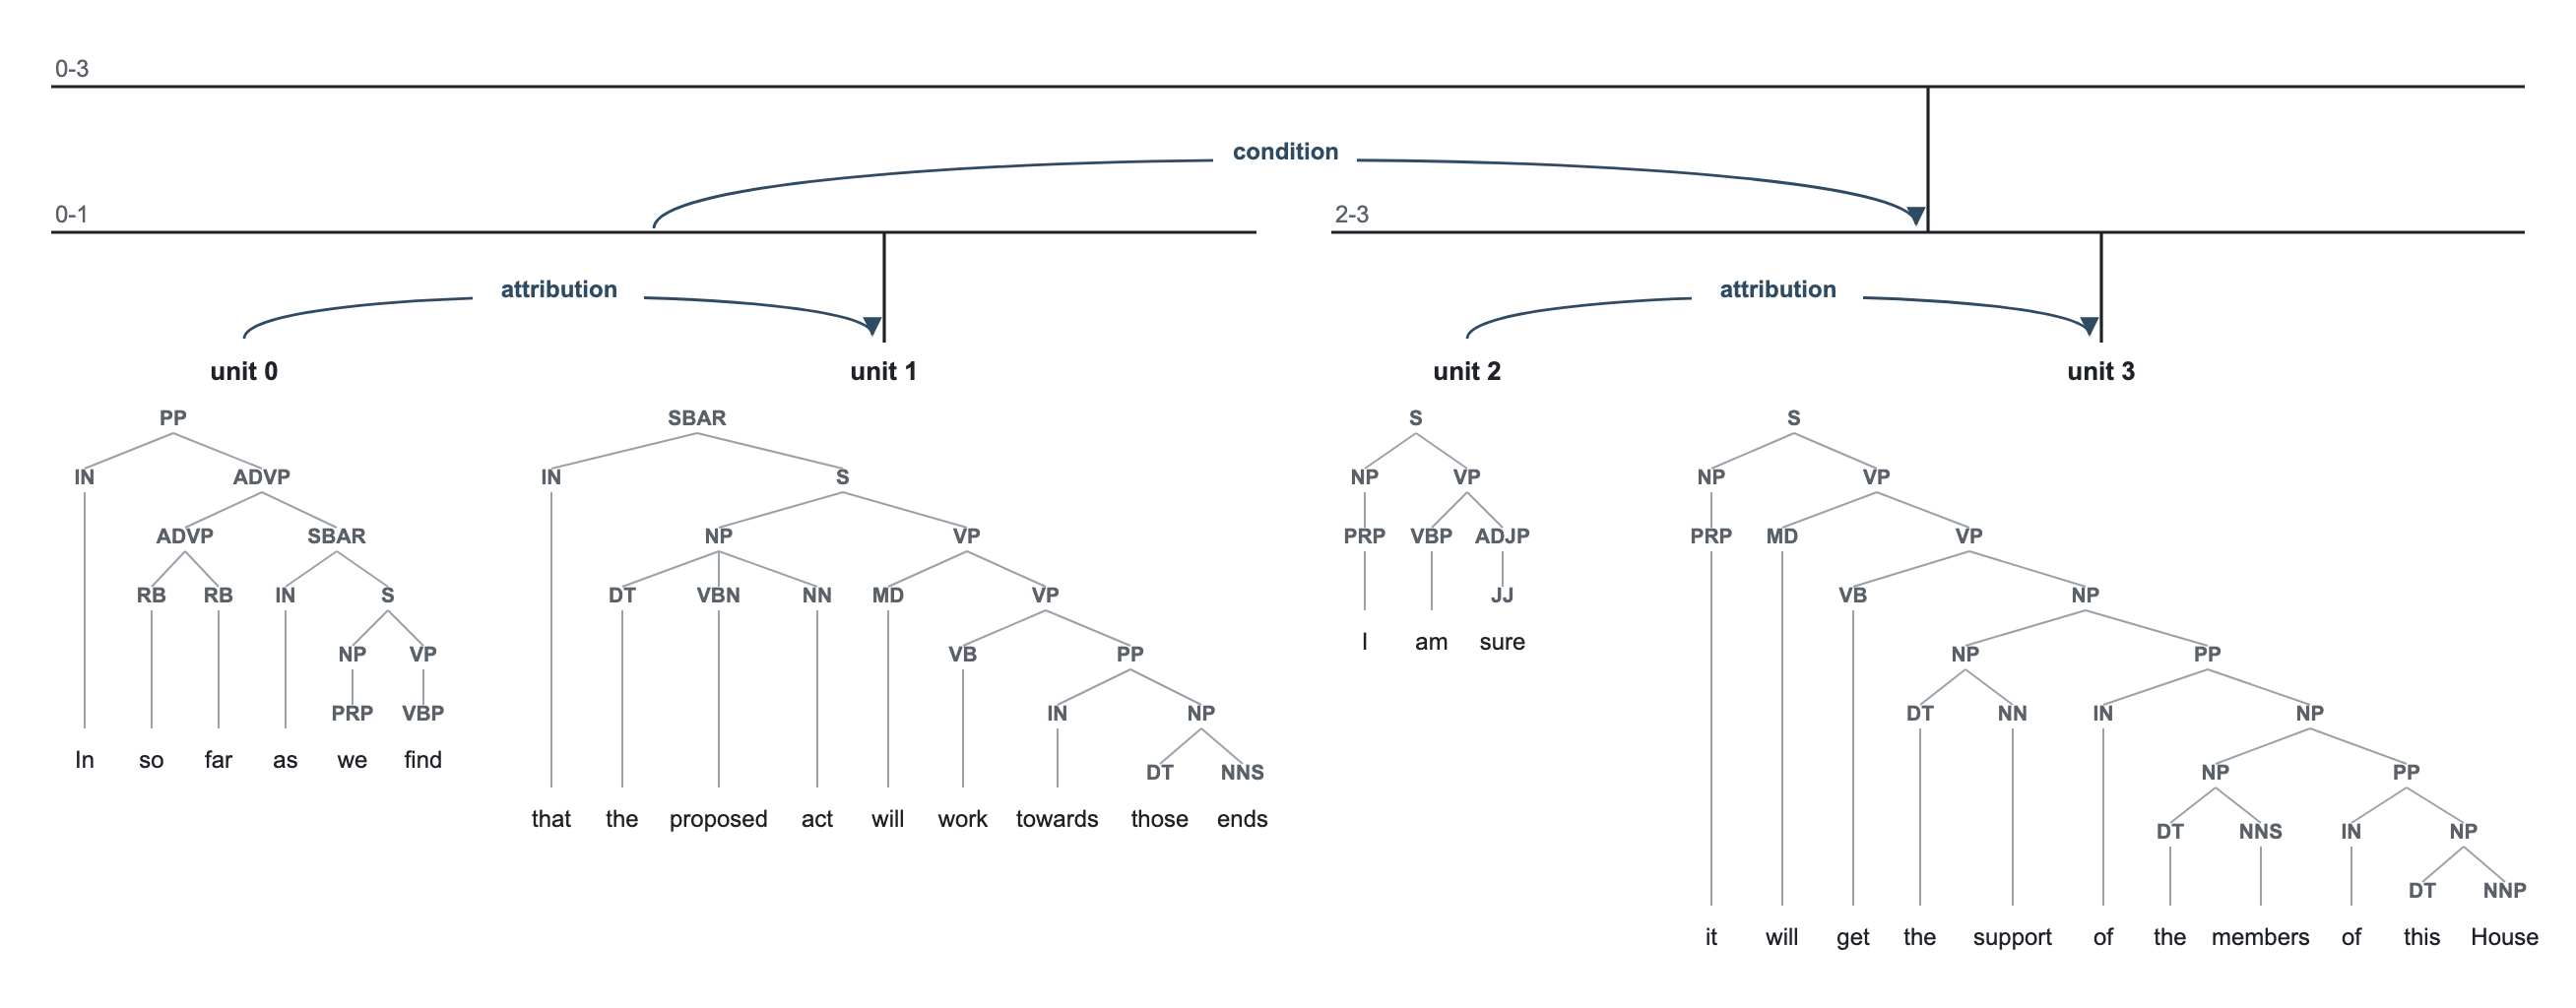 0-3
condition
0-1 2-3
attribution attribution
unit 0 unit 1 unit 2 unit 3
PP SBAR S S
IN ADVP IN S NP VP NP VP
ADVP SBAR NP VP PRP VBP ADJP PRP MD VP
RB RB IN S DT VBN NN MD VP JJ VB NP
NP VP VB PP I am sure NP PP
PRP VBP IN NP DT NN IN NP
In so far as we find DT NNS NP PP
that the proposed act will work towards those ends DT NNS IN NP
DT NNP
it will get the support of the members of this House